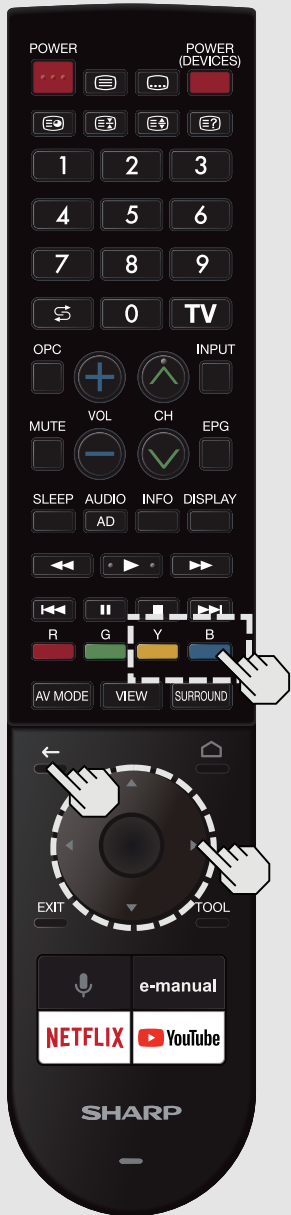 POWER POWER
(DEVICES)
?
1 2 3
4 5 6
7 8 9
0 TV
OPC INPUT
VOL CH
MUTE EPG
SLEEP AUDIO INFO DISPLAY
AD
R G Y B
AV MODE VIEW SURROUND
EXIT TOOL
e-manual
NETFLIX YouTube
SHARP